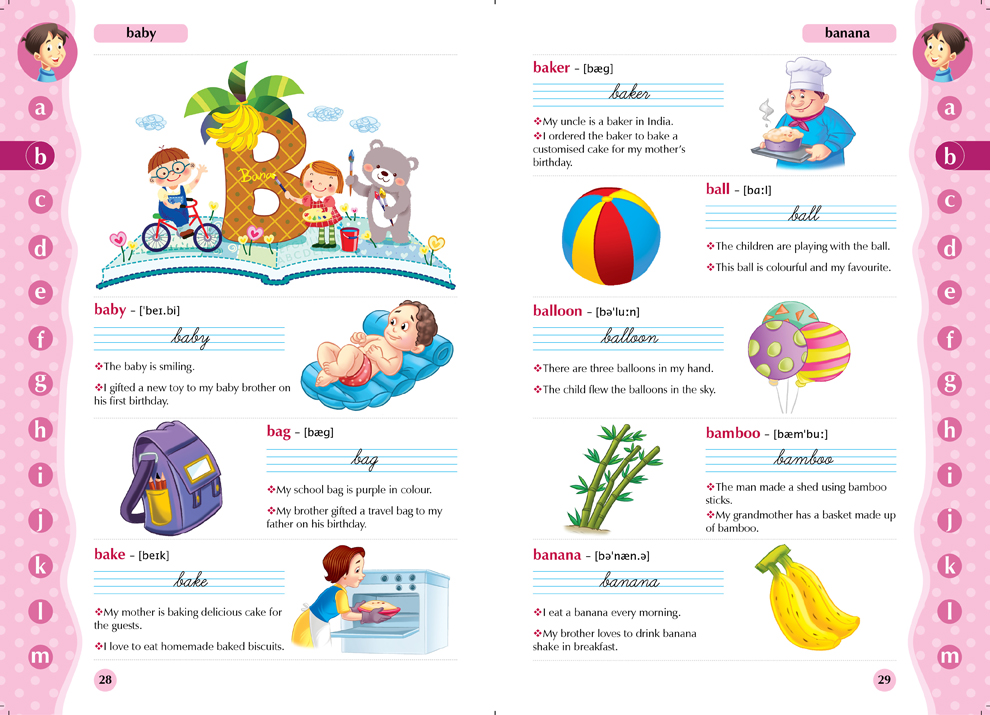 baby
a
b
c
d
e
f
g
h
i
j
k
l
m
B
Bana
baby – [ˈbeɪ.bi]
baby
❖The baby is smiling.
❖I gifted a new toy to my baby brother on
his first birthday.
bag – [bæɡ]
bag
❖My school bag is purple in colour.
❖My brother gifted a travel bag to my
father on his birthday.
bake – [beɪk]
bake
❖My mother is baking delicious cake for
the guests.
❖I love to eat homemade baked biscuits.
28
banana
baker – [bæɡ]
baker
❖My uncle is a baker in India.
❖I ordered the baker to bake a
customised cake for my mother’s
birthday.
ball – [bɑːl]
ball
❖The children are playing with the ball.
❖This ball is colourful and my favourite.
balloon – [bəˈluːn]
balloon
❖There are three balloons in my hand.
❖The child flew the balloons in the sky.
bamboo – [bæmˈbuː]
bamboo
❖The man made a shed using bamboo
sticks.
❖My grandmother has a basket made up
of bamboo.
banana – [bəˈnæn.ə]
banana
❖I eat a banana every morning.
❖My brother loves to drink banana
shake in breakfast.
29
a
b
c
d
e
f
g
h
i
j
k
l
m